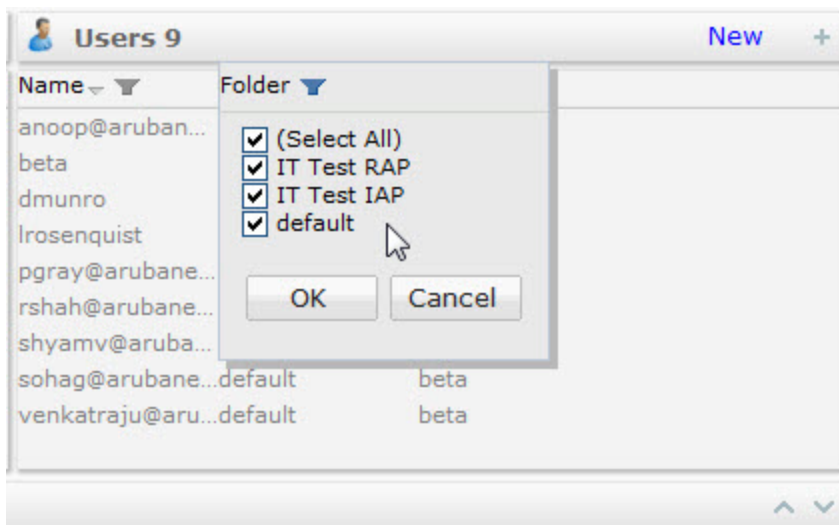 Users 9 New +
Name Folder
(Select All)
IT Test RAP
IT Test IAP
default
OK Cancel
anoop@aruban...
beta
dmunro
lrosenquist
pgray@arubane...
rshah@arubane...
shyamv@aruba...
sohag@arubane...default beta
venkatraju@aru...default beta